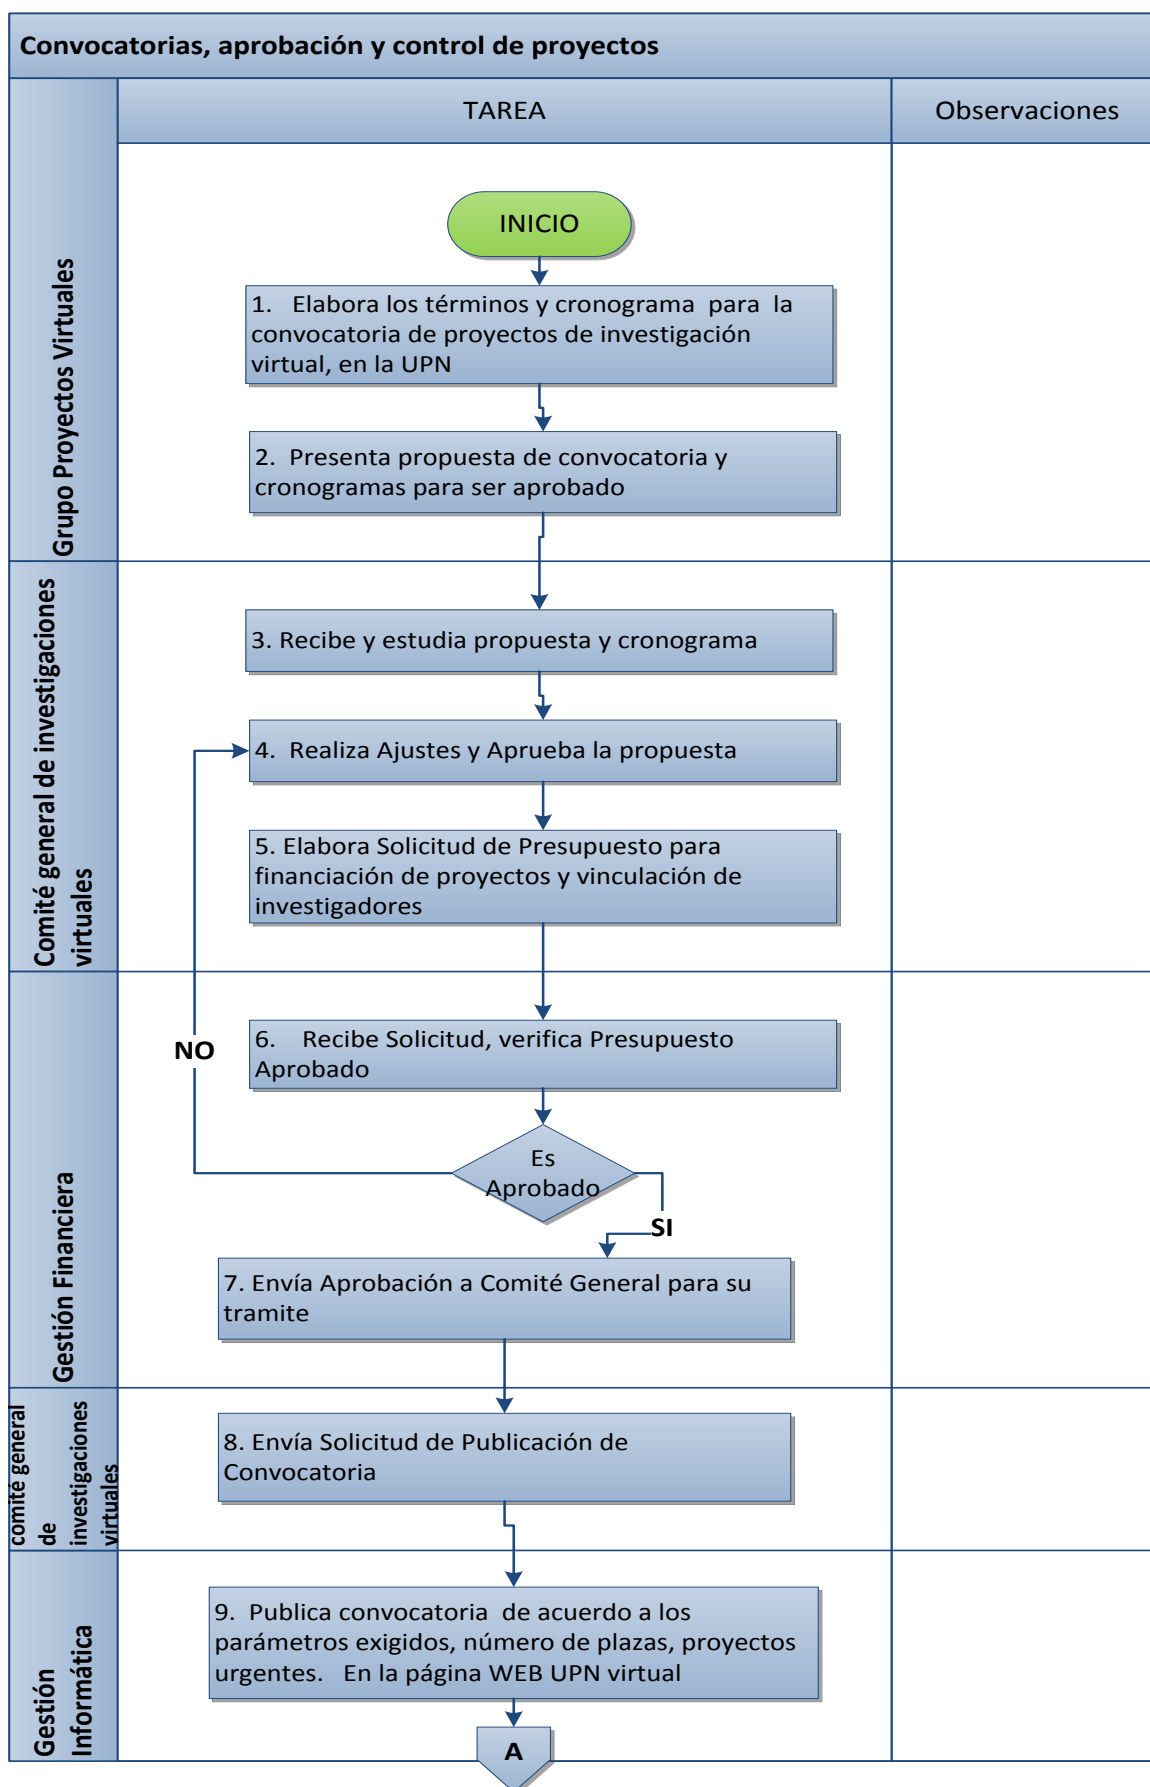 Convocatorias, aprobación y control de proyectos
TAREA
Observaciones
Grupo Proyectos Virtuales
INICIO
1. Elabora los términos y cronograma para la
convocatoria de proyectos de investigación
virtual, en la UPN
2. Presenta propuesta de convocatoria y
cronogramas para ser aprobado
Comité general de investigaciones
virtuales
3. Recibe y estudia propuesta y cronograma
4. Realiza Ajustes y Aprueba la propuesta
5. Elabora Solicitud de Presupuesto para
financiación de proyectos y vinculación de
investigadores
Gestión Financiera
6. Recibe Solicitud, verifica Presupuesto
Aprobado
NO
Es
Aprobado
SI
7. Envía Aprobación a Comité General para su
tramite
comité general
de
investigaciones
virtuales
8. Envía Solicitud de Publicación de
Convocatoria
Gestión
Informática
9. Publica convocatoria de acuerdo a los
parámetros exigidos, número de plazas, proyectos
urgentes. En la página WEB UPN virtual
A